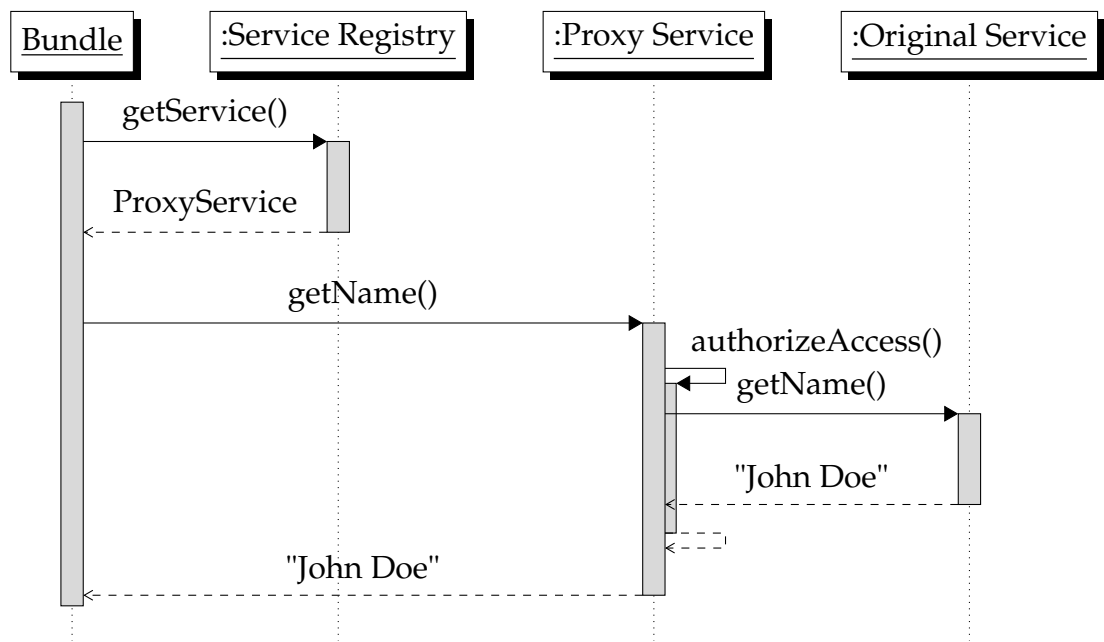 Bundle
:Service Registry
:Proxy Service
:Original Service
getService()
ProxyService
getName()
authorizeAccess()
getName()
"John Doe"
"John Doe"